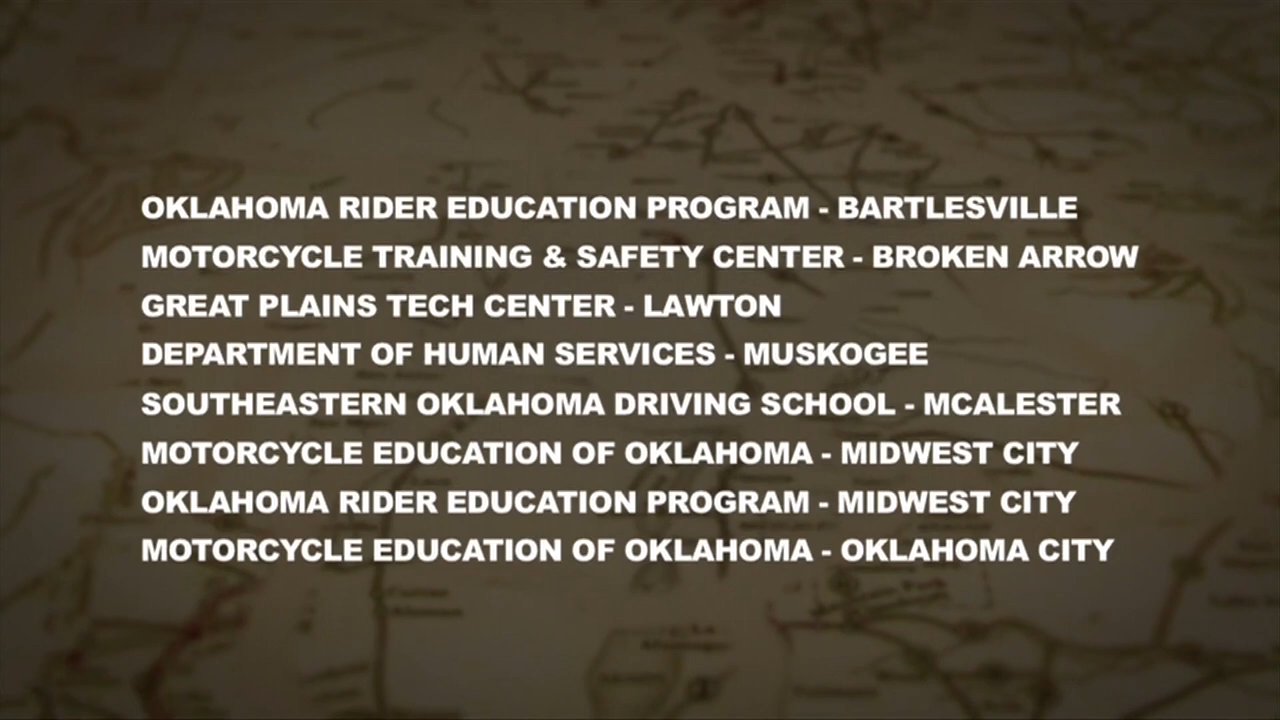 OKLAHOMA RIDER EDUCATION PROGRAM - BARTLESVILLE
MOTORCYCLE TRAINING & SAFETY CENTER - BROKEN ARROW
GREAT PLAINS TECH CENTER - LAWTON
DEPARTMENT OF HUMAN SERVICES - MUSKOGEE
SOUTHEASTERN OKLAHOMA DRIVING SCHOOL - MCALESTER
MOTORCYCLE EDUCATION OF OKLAHOMA - MIDWEST CITY
OKLAHOMA RIDER EDUCATION PROGRAM - MIDWEST CITY
MOTORCYCLE EDUCATION OF OKLAHOMA - OKLAHOMA CITY